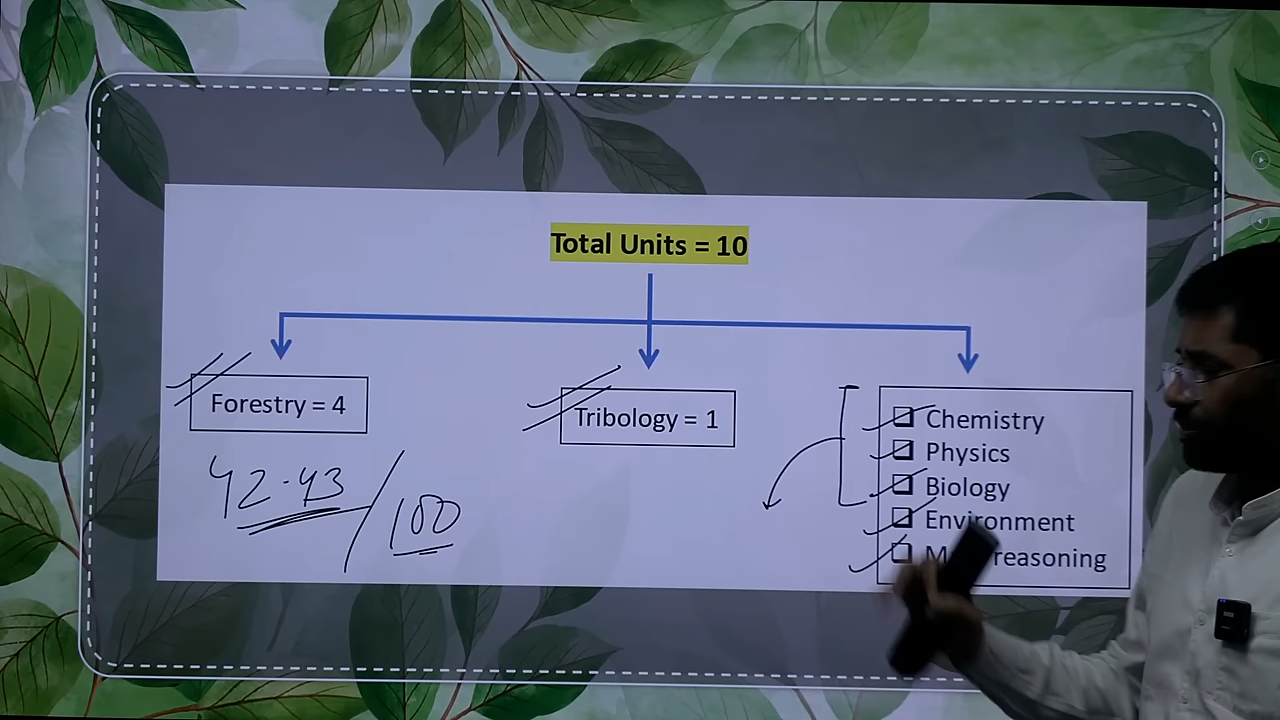 Total Units = 10
Forestry = 4
Tribology = 1
Chemistry
Physics
Biology
Environment
reasoning
42.43/100